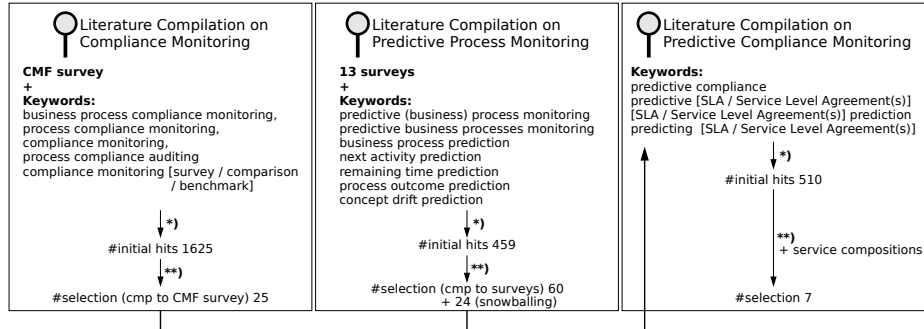 Literature Compilation on
Compliance Monitoring
CMF survey
+
Keywords:
business process compliance monitoring,
process compliance monitoring,
compliance monitoring,
process compliance auditing
compliance monitoring [survey / comparison
/ benchmark]
*)
#initial hits 1625
**)
#selection (cmp to CMF survey) 25
Literature Compilation on
Predictive Process Monitoring
13 surveys
+
Keywords:
predictive (business) process monitoring
predictive business processes monitoring
business process prediction
next activity prediction
remaining time prediction
process outcome prediction
concept drift prediction
*)
#initial hits 459
**)
#selection (cmp to surveys) 60
+ 24 (snowballing)
Literature Compilation on
Predictive Compliance Monitoring
Keywords:
predictive compliance
predictive [SLA / Service Level Agreement(s)]
[SLA / Service Level Agreement(s)] prediction
predicting [SLA / Service Level Agreement(s)]
*)
#initial hits 510
**)
+ service compositions
#selection 7